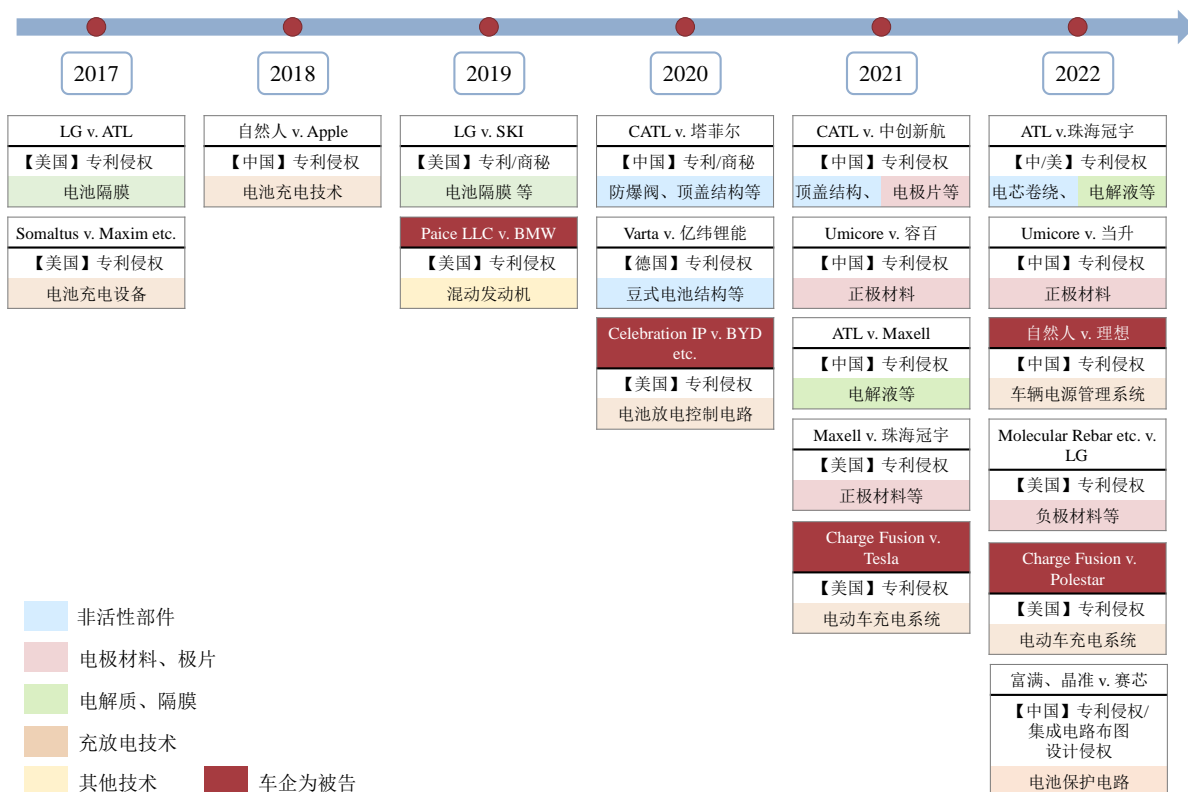 2017
2018
2019
2020
2021
2022
LG v. ATL
【美国】专利侵权
电池隔膜
Somaltus v. Maxim etc.
【美国】专利侵权
电池充电设备
自然人 v. Apple
【中国】专利侵权
电池充电技术
LG v. SKI
【美国】专利/商秘
电池隔膜 等
Paice LLC v. BMW
【美国】专利侵权
混动发动机
CATL v. 塔菲尔
【中国】专利/商秘
防爆阀、顶盖结构等
Varta v. 亿纬锂能
【德国】专利侵权
豆式电池结构等
Celebration IP v. BYD
etc.
【美国】专利侵权
电池放电控制电路
CATL v. 中创新航
【中国】专利侵权
顶盖结构、 电极片等
Umicore v. 容百
【中国】专利侵权
正极材料
ATL v. Maxell
【中国】专利侵权
电解液等
Maxell v. 珠海冠宇
【美国】专利侵权
正极材料等
Charge Fusion v.
Tesla
【美国】专利侵权
电动车充电系统
ATL v.珠海冠宇
【中/美】专利侵权
电芯卷绕、 电解液等
Umicore v. 当升
【中国】专利侵权
正极材料
自然人 v. 理想
【中国】专利侵权
车辆电源管理系统
Molecular Rebar etc. v.
LG
【美国】专利侵权
负极材料等
Charge Fusion v.
Polestar
【美国】专利侵权
电动车充电系统
富满、晶准 v. 赛芯
【中国】专利侵权/
集成电路布图
设计侵权
电池保护电路
非活性部件
电极材料、极片
电解质、隔膜
充放电技术
其他技术
车企为被告